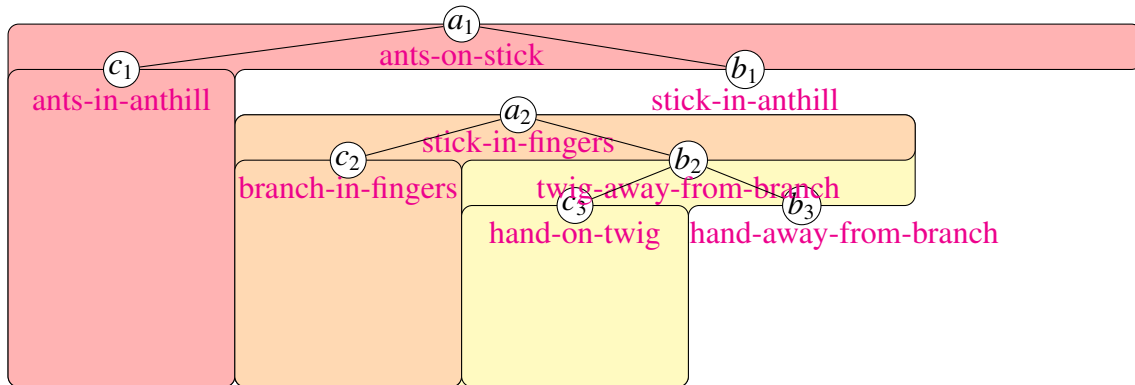 a₁
ants-on-stick
c₁
b₁
ants-in-anthill
stick-in-anthill
a₂
stick-in-fingers
c₂
b₂
branch-in-fingers
twig-away-from-branch
c₃
b₃
hand-on-twig
hand-away-from-branch